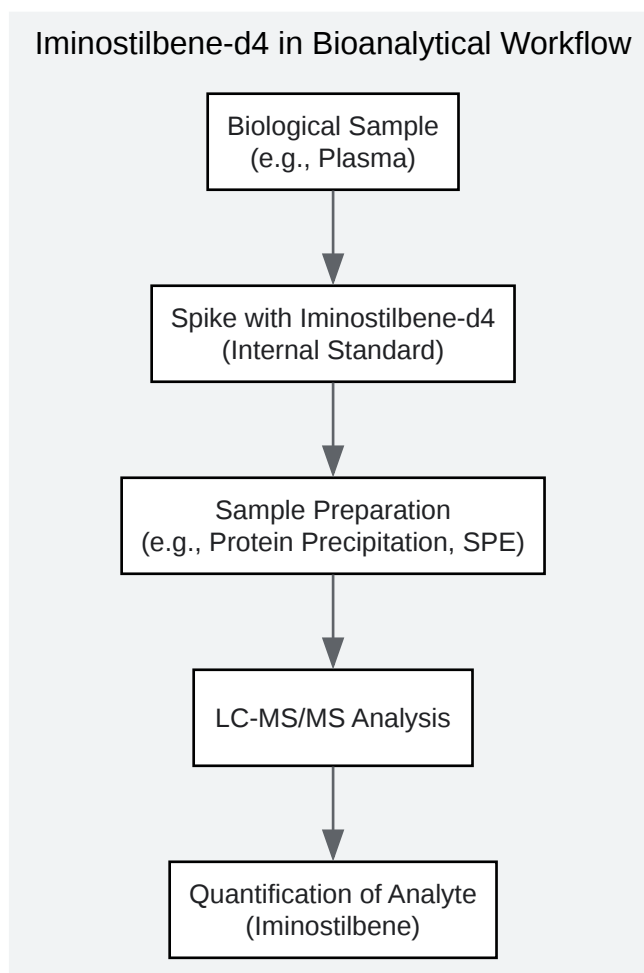 Iminostilbene-d4 in Bioanalytical Workflow
Biological Sample
(e.g., Plasma)
Spike with Iminostilbene-d4
(Internal Standard)
Sample Preparation
(e.g., Protein Precipitation, SPE)
LC-MS/MS Analysis
Quantification of Analyte
(Iminostilbene)